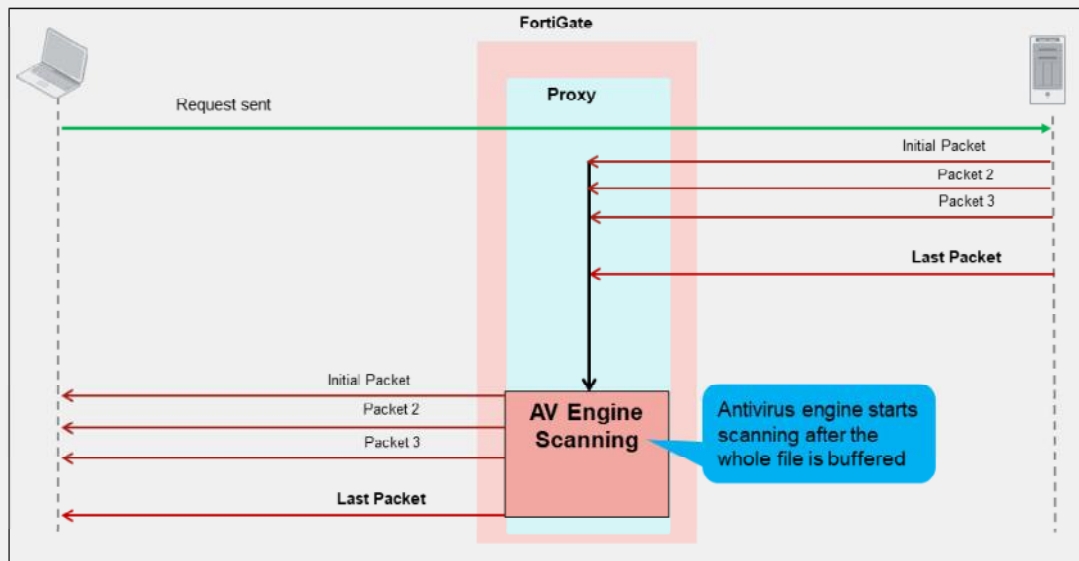 FortiGate
Proxy
Request sent
Initial Packet
Packet 2
Packet 3
Last Packet
Initial Packet
Packet 2
Packet 3
Last Packet
AV Engine
Scanning
Antivirus engine starts
scanning after the
whole file is buffered